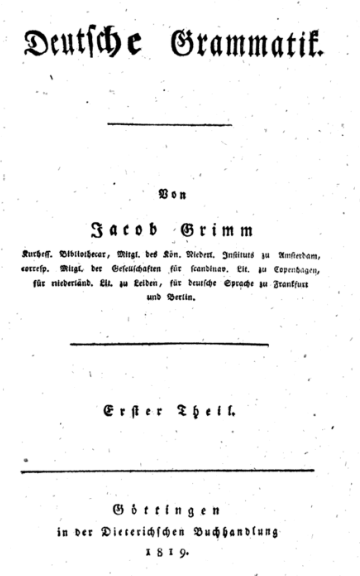 Deutsche Grammatik.
Von
Jacob Grimm
Kurhess. Bibliothecar, Mitgl. des Kön. Niederl. Instituts zu Amsterdam,
corresp. Mitgl. der Gesellschaften für scandinav. Lit. zu Copenhagen,
für niederländ. Lit. zu Leiden, für deutsche Sprache zu Frankfurt
und Berlin.
Erster Theil.
Göttingen
in der Dieterichschen Buchhandlung
1819.